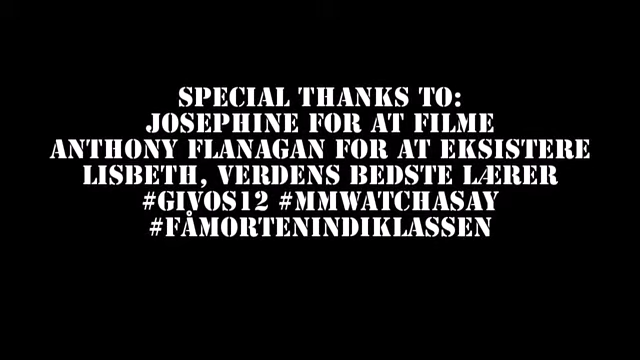 SPECIAL THANKS TO:
JOSEPHINE FOR AT FILME
ANTHONY FLANAGAN FOR AT EKSISTERE
LISBETH, VERDENS BEDSTE LÆRER
#GIVOS12 #MMWATCHASAY
#FÅMORTENINDIKLASSEN